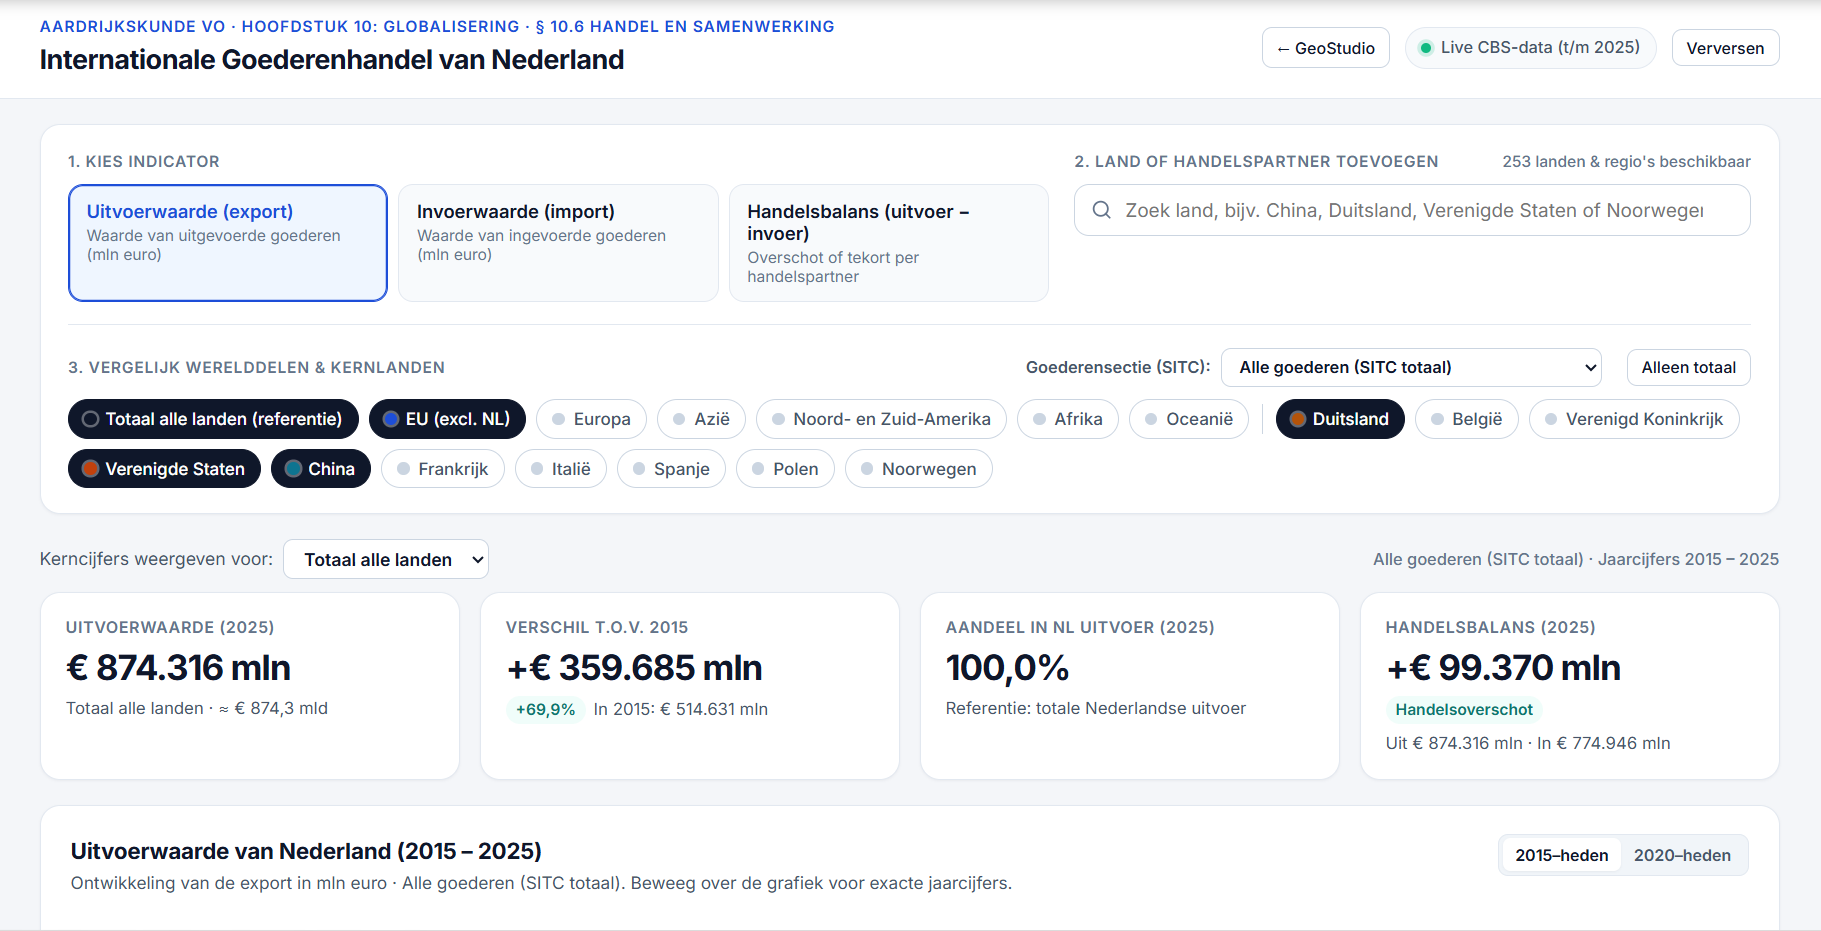 AARDRIJKSKUNDE VO · HOOFDSTUK 10: GLOBALISERING · § 10.6 HANDEL EN SAMENWERKING
Internationale Goederenhandel van Nederland
← GeoStudio
Live CBS-data (t/m 2025)
Verversen
1. KIES INDICATOR
Uitvoerwaarde (export)
Waarde van uitgevoerde goederen
(mln euro)
Invoerwaarde (import)
Waarde van ingevoerde goederen
(mln euro)
Handelsbalans (uitvoer –
invoer)
Overschot of tekort per
handelspartner
2. LAND OF HANDELSPARTNER TOEVOEGEN
253 landen & regio's beschikbaar
Zoek land, bijv. China, Duitsland, Verenigde Staten of Noorwegen
3. VERGELIJK WERELDDELEN & KERNLANDEN
Goederensectie (SITC):
Alle goederen (SITC totaal)
Alleen totaal
Totaal alle landen (referentie)
EU (excl. NL)
Europa
Azië
Noord- en Zuid-Amerika
Afrika
Oceanië
Duitsland
België
Verenigd Koninkrijk
Verenigde Staten
China
Frankrijk
Italië
Spanje
Polen
Noorwegen
Kerncijfers weergeven voor:
Totaal alle landen
Alle goederen (SITC totaal) · Jaarcijfers 2015 – 2025
UITVOERWAARDE (2025)
€ 874.316 mln
Totaal alle landen · ≈ € 874,3 mld
VERSCHIL T.O.V. 2015
+€ 359.685 mln
+69,9% In 2015: € 514.631 mln
AANDEEL IN NL UITVOER (2025)
100,0%
Referentie: totale Nederlandse uitvoer
HANDELSBALANS (2025)
+€ 99.370 mln
Handelsoverschot
Uit € 874.316 mln · In € 774.946 mln
Uitvoerwaarde van Nederland (2015 – 2025)
Ontwikkeling van de export in mln euro · Alle goederen (SITC totaal). Beweeg over de grafiek voor exacte jaarcijfers.
2015–heden
2020–heden